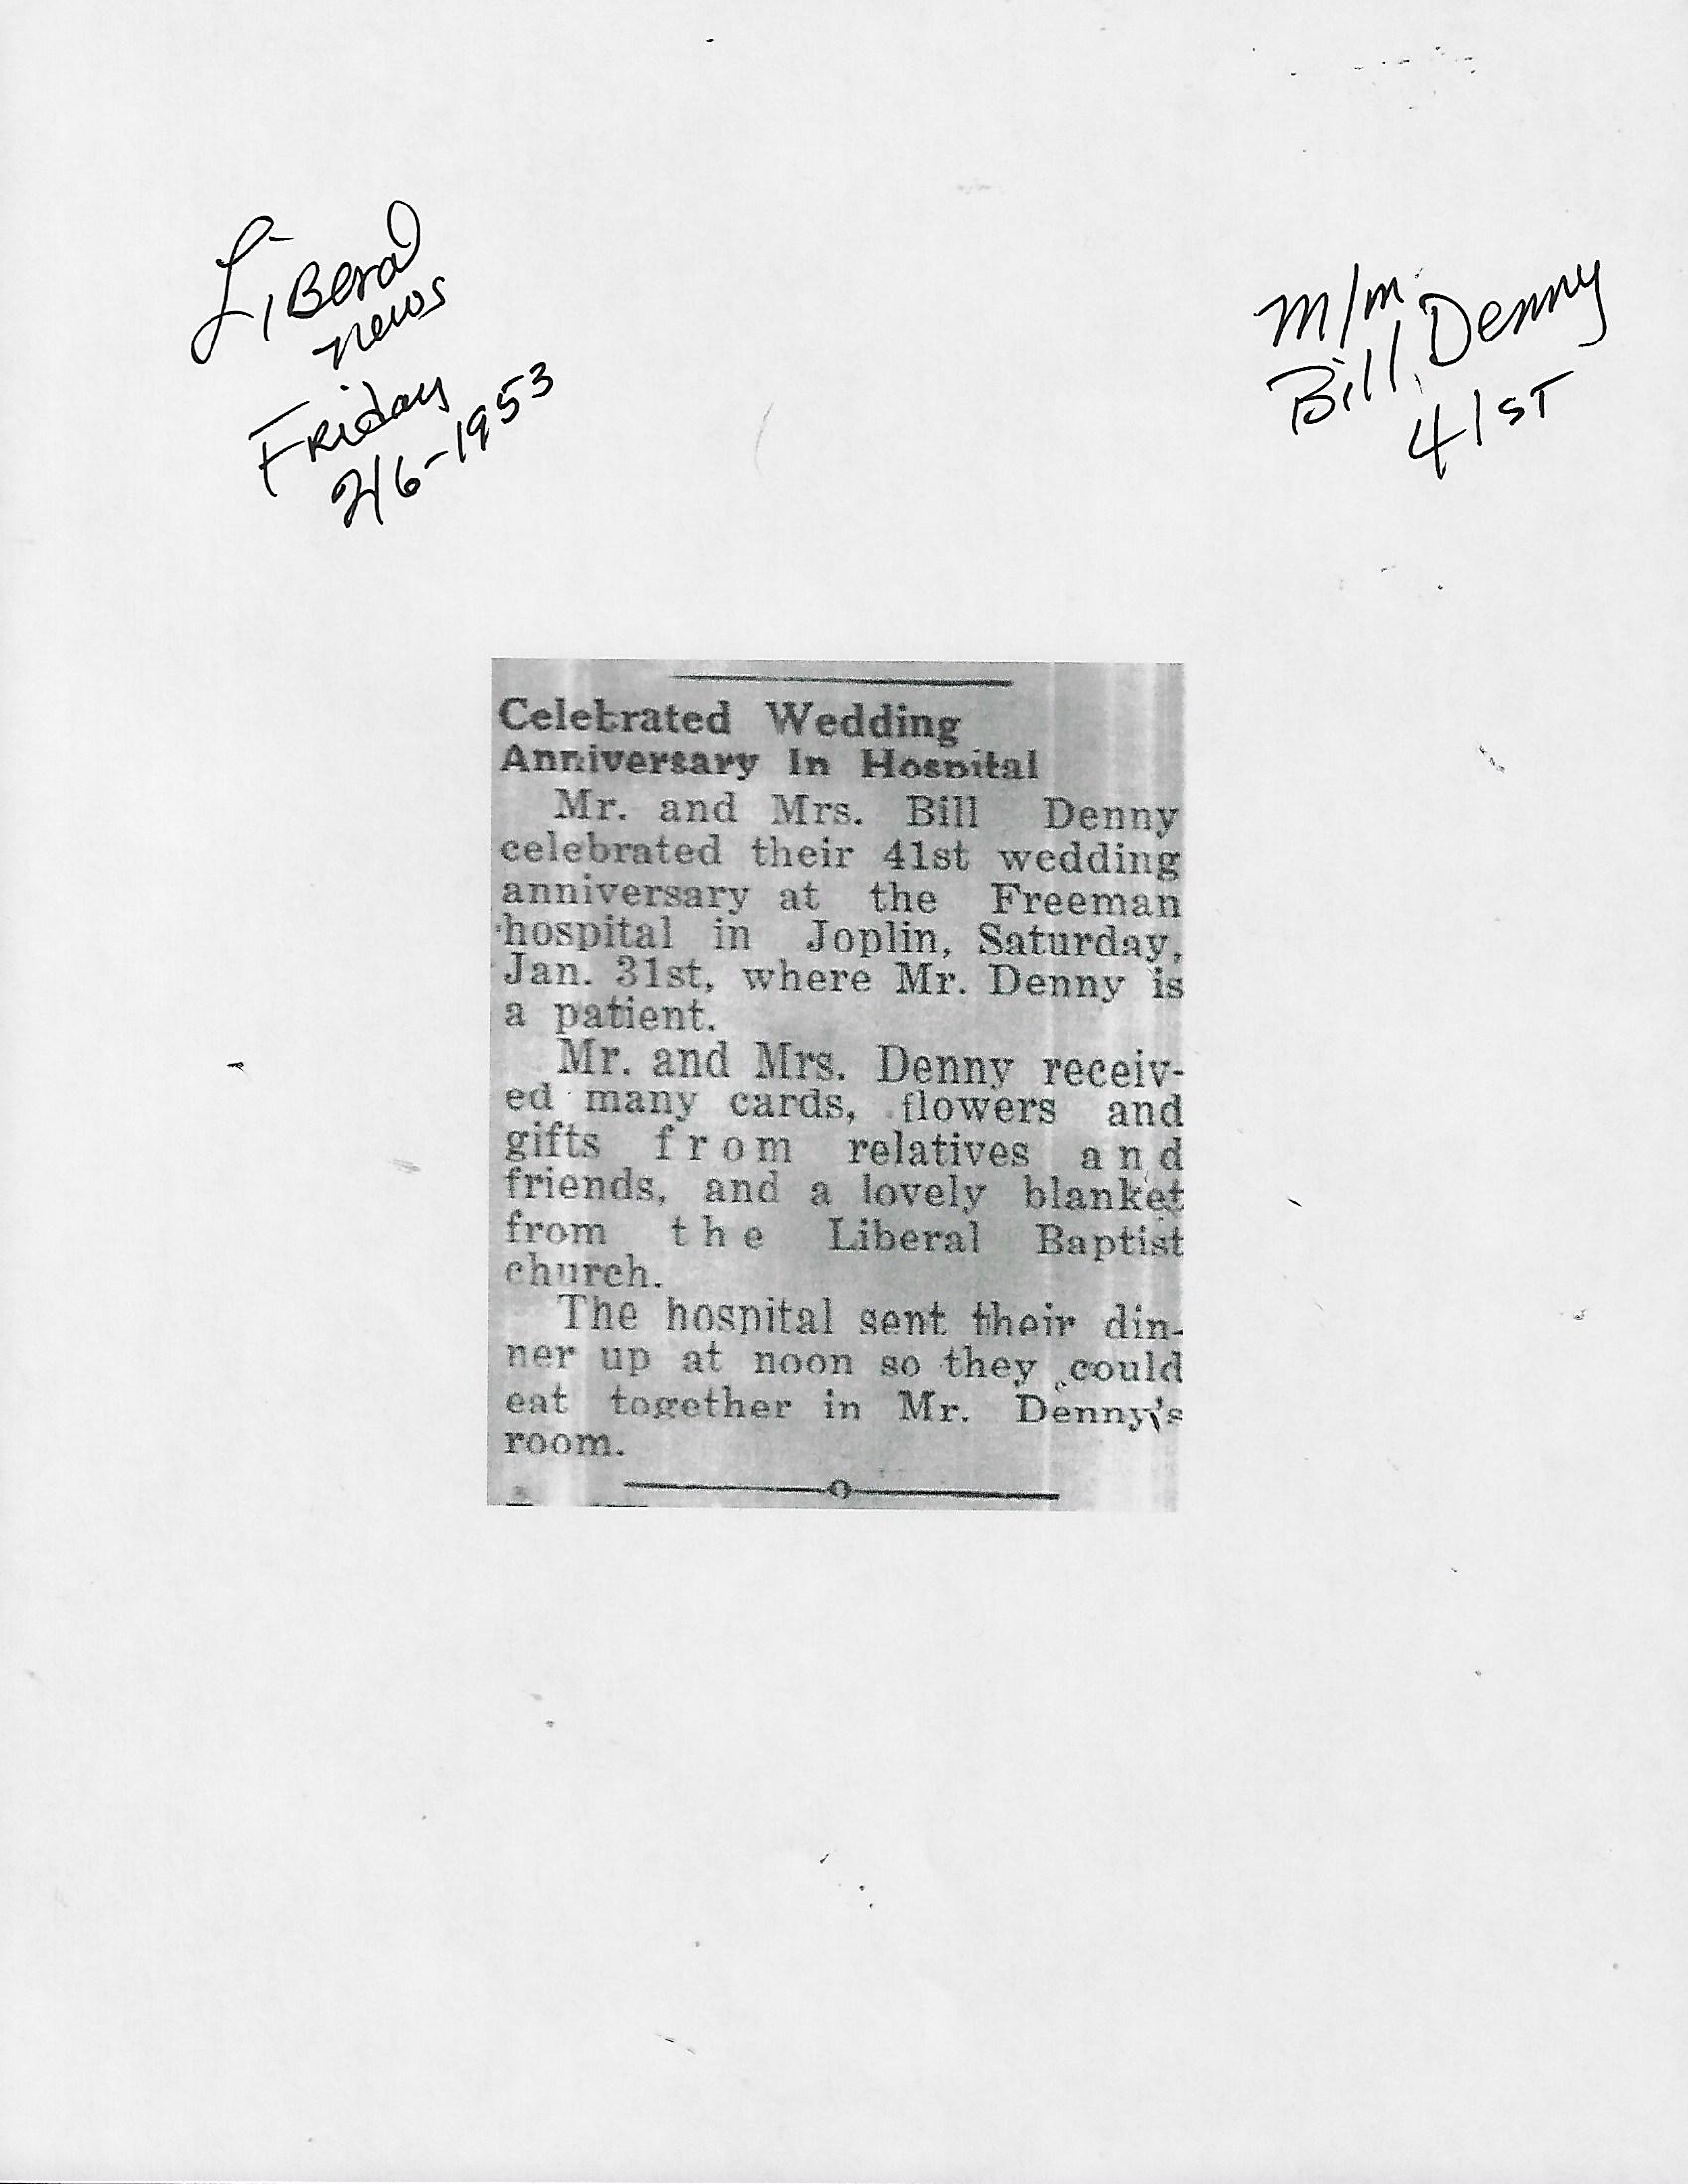 Liberal
news
Friday
2/6-1953
m/m
Bill Denny
41st
Celebrated Wedding
Anniversary In Hospital
Mr. and Mrs. Bill Denny
celebrated their 41st wedding
anniversary at the Freeman
hospital in Joplin, Saturday,
Jan. 31st, where Mr. Denny is
a patient.
Mr. and Mrs. Denny receiv-
ed many cards, flowers and
gifts from relatives and
friends, and a lovely blanket
from the Liberal Baptist
church.
The hospital sent their din-
ner up at noon so they could
eat together in Mr. Denny's
room.